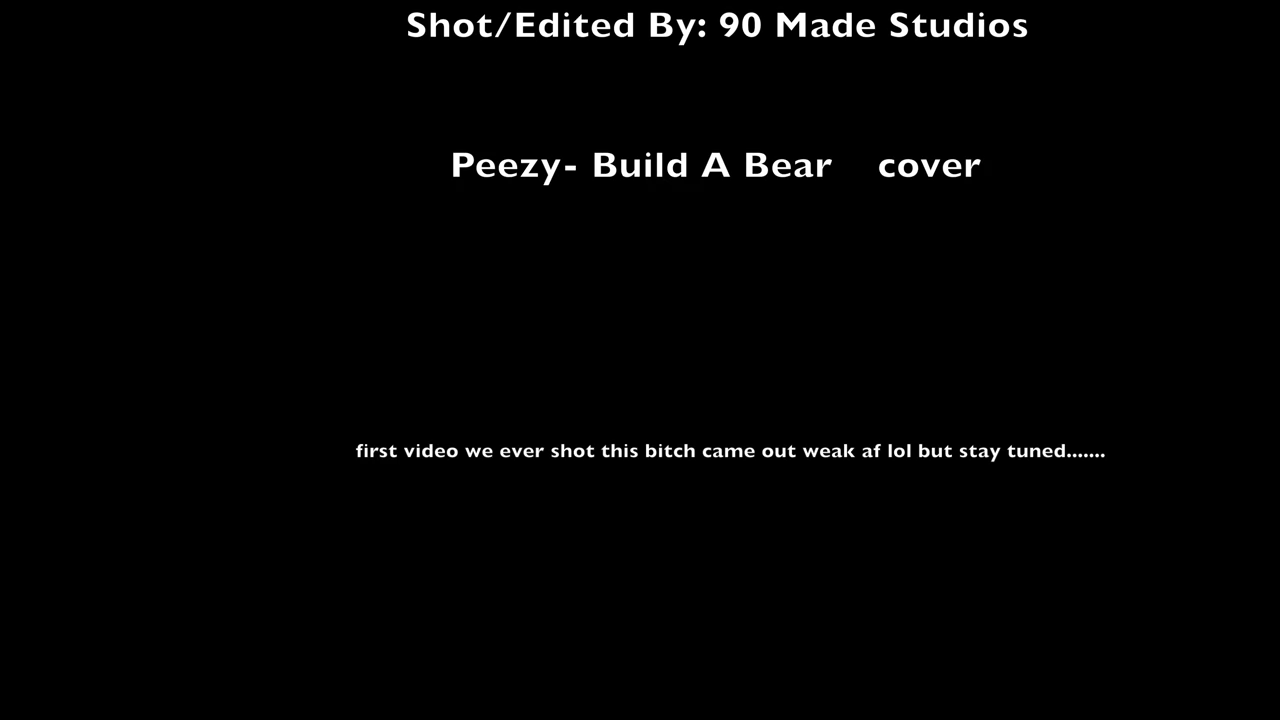 Shot/Edited By: 90 Made Studios
Peezy- Build A Bear    cover
first video we ever shot this bitch came out weak af lol but stay tuned.......